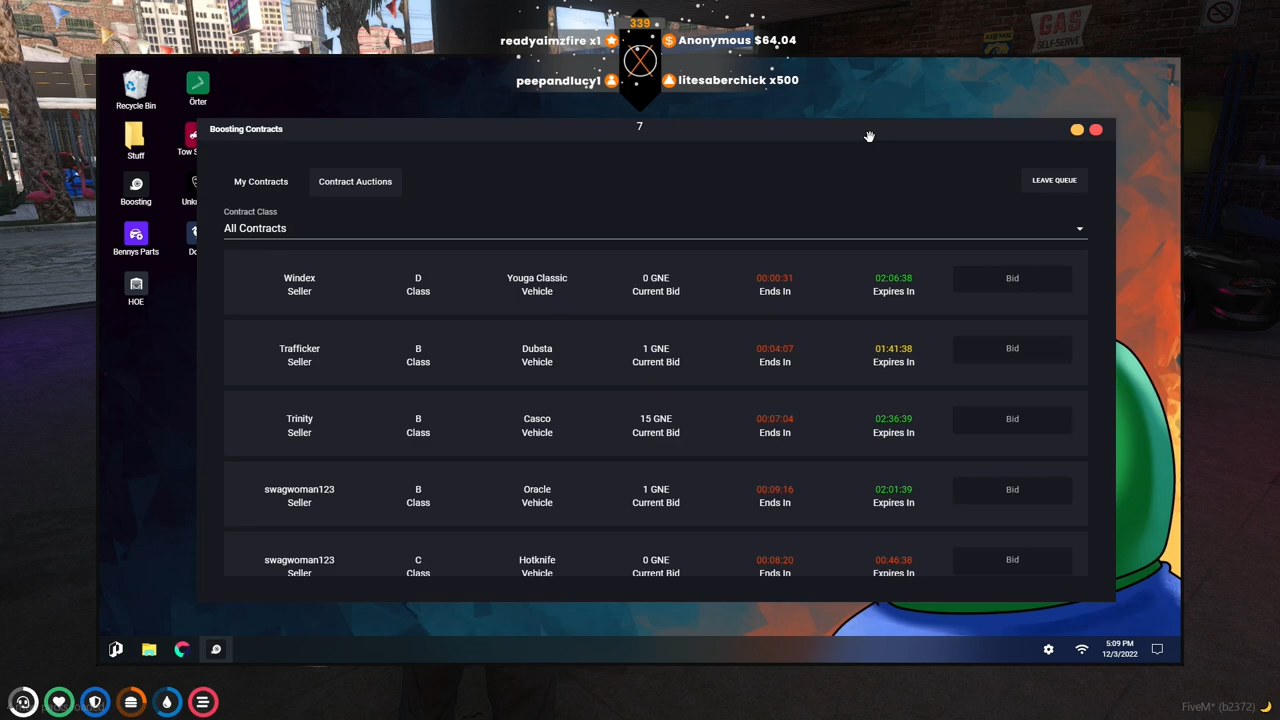 339
readyaimzfire x1
Anonymous $64.04
peepandlucy1
litesaberchick x500
7
GAS
SELF-SERVE
Recycle Bin
Örter
Stuff
Tow S
Boosting
Unk
Bennys Parts
Do
HOE
Boosting Contracts
My Contracts
Contract Auctions
LEAVE QUEUE
Contract Class
All Contracts
Windex D Youga Classic 0 GNE 00:00:31 02:06:38 Bid
Seller Class Vehicle Current Bid Ends In Expires In
Trafficker B Dubsta 1 GNE 00:04:07 01:41:38 Bid
Seller Class Vehicle Current Bid Ends In Expires In
Trinity B Casco 15 GNE 00:07:04 02:36:39 Bid
Seller Class Vehicle Current Bid Ends In Expires In
swagwoman123 B Oracle 1 GNE 00:09:16 02:01:39 Bid
Seller Class Vehicle Current Bid Ends In Expires In
swagwoman123 C Hotknife 0 GNE 00:08:20 00:46:38 Bid
Seller Class Vehicle Current Bid Ends In Expires In
5:09 PM
12/3/2022
FiveM* (b2372)